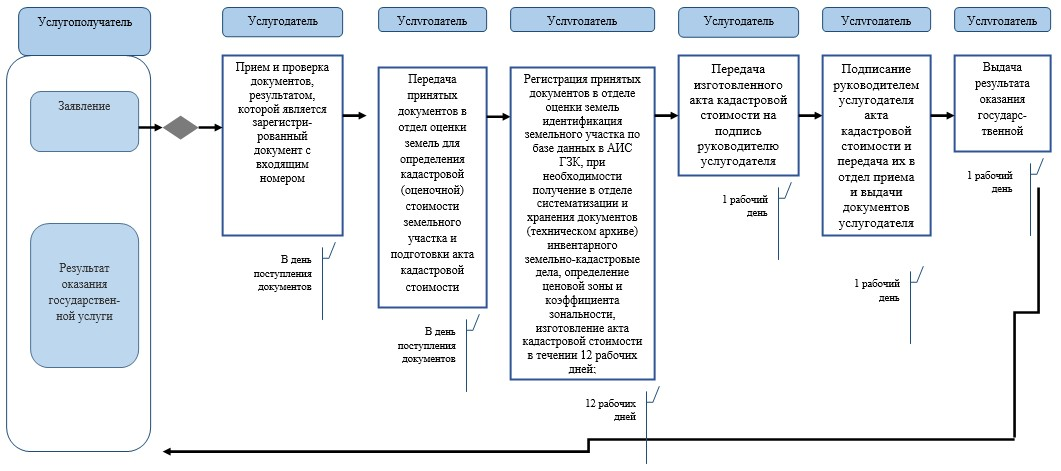 Услугополучатель
Заявление
Результат
оказания
государствен-
ной услуги
Услугодатель
Прием и проверка
документов,
результатом,
которой является
зарегистри-
рованный
документ с
входящим
номером
В день
поступления
документов
Услугодатель
Передача
принятых
документов в
отдел оценки
земель для
определения
кадастровой
(оценочной)
стоимости
земельного
участка и
подготовки акта
кадастровой
стоимости
В день
поступления
документов
Услугодатель
Регистрация принятых
документов в отделе
оценки земель
идентификация
земельного участка по
базе данных в АИС
ГЗК, при
необходимости
получение в отделе
систематизации и
хранения документов
(техническом архиве)
инвентарного
земельно-кадастровые
дела, определение
ценовой зоны и
коэффициента
зональности,
изготовление акта
кадастровой стоимости
в течении 12 рабочих
дней;
12 рабочих
дней
Услугодатель
Передача
изготовленного
акта кадастровой
стоимости на
подпись
руководителю
услугодателя
1 рабочий
день
Услугодатель
Подписание
руководителем
услугодателя
акта
кадастровой
стоимости и
передача их в
отдел приема
и выдачи
документов
услугодателя
1 рабочий
день
Услугодатель
Выдача
результата
оказания
государс-
твенной
1 рабочий
день